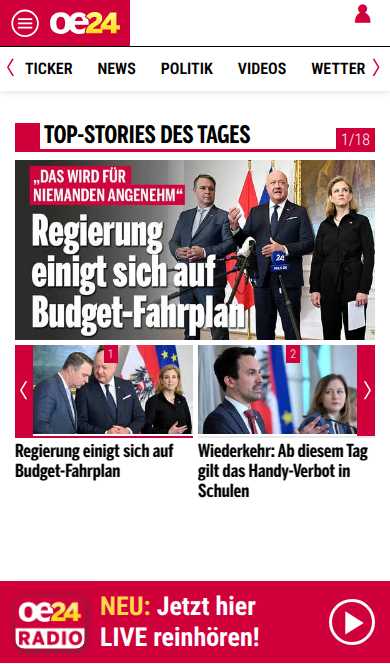 oe24
TICKER NEWS POLITIK VIDEOS WETTER
TOP-STORIES DES TAGES
1/18
„DAS WIRD FÜR
NIEMANDEN ANGENEHM“
Regierung
einigt sich auf
Budget-Fahrplan
24
1
2
Regierung einigt sich auf
Budget-Fahrplan
Wiederkehr: Ab diesem Tag
gilt das Handy-Verbot in
Schulen
oe24
RADIO
NEU: Jetzt hier
LIVE reinhören!